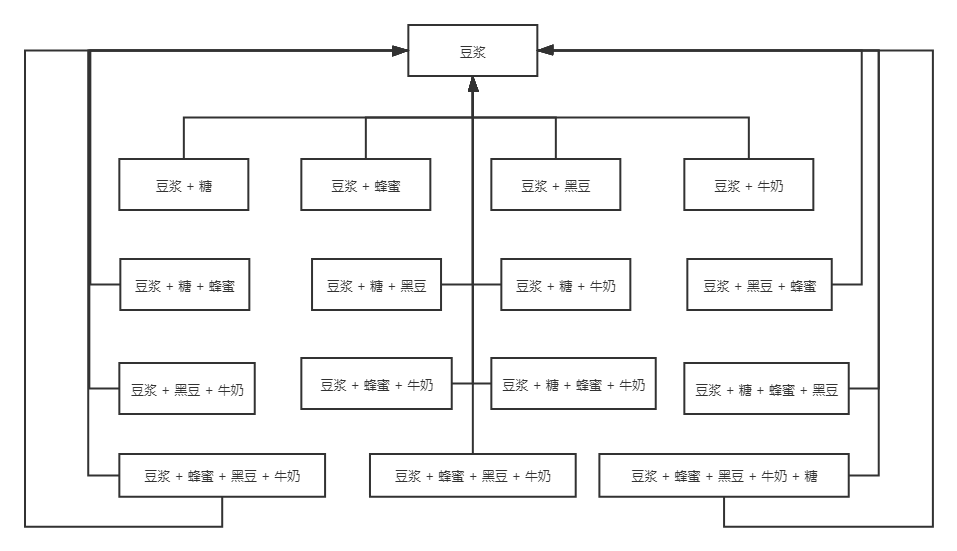 豆浆
豆浆 + 糖
豆浆 + 蜂蜜
豆浆 + 黑豆
豆浆 + 牛奶
豆浆 + 糖 + 蜂蜜
豆浆 + 糖 + 黑豆
豆浆 + 糖 + 牛奶
豆浆 + 黑豆 + 蜂蜜
豆浆 + 黑豆 + 牛奶
豆浆 + 蜂蜜 + 牛奶
豆浆 + 糖 + 蜂蜜 + 牛奶
豆浆 + 糖 + 蜂蜜 + 黑豆
豆浆 + 蜂蜜 + 黑豆 + 牛奶
豆浆 + 蜂蜜 + 黑豆 + 牛奶
豆浆 + 蜂蜜 + 黑豆 + 牛奶 + 糖